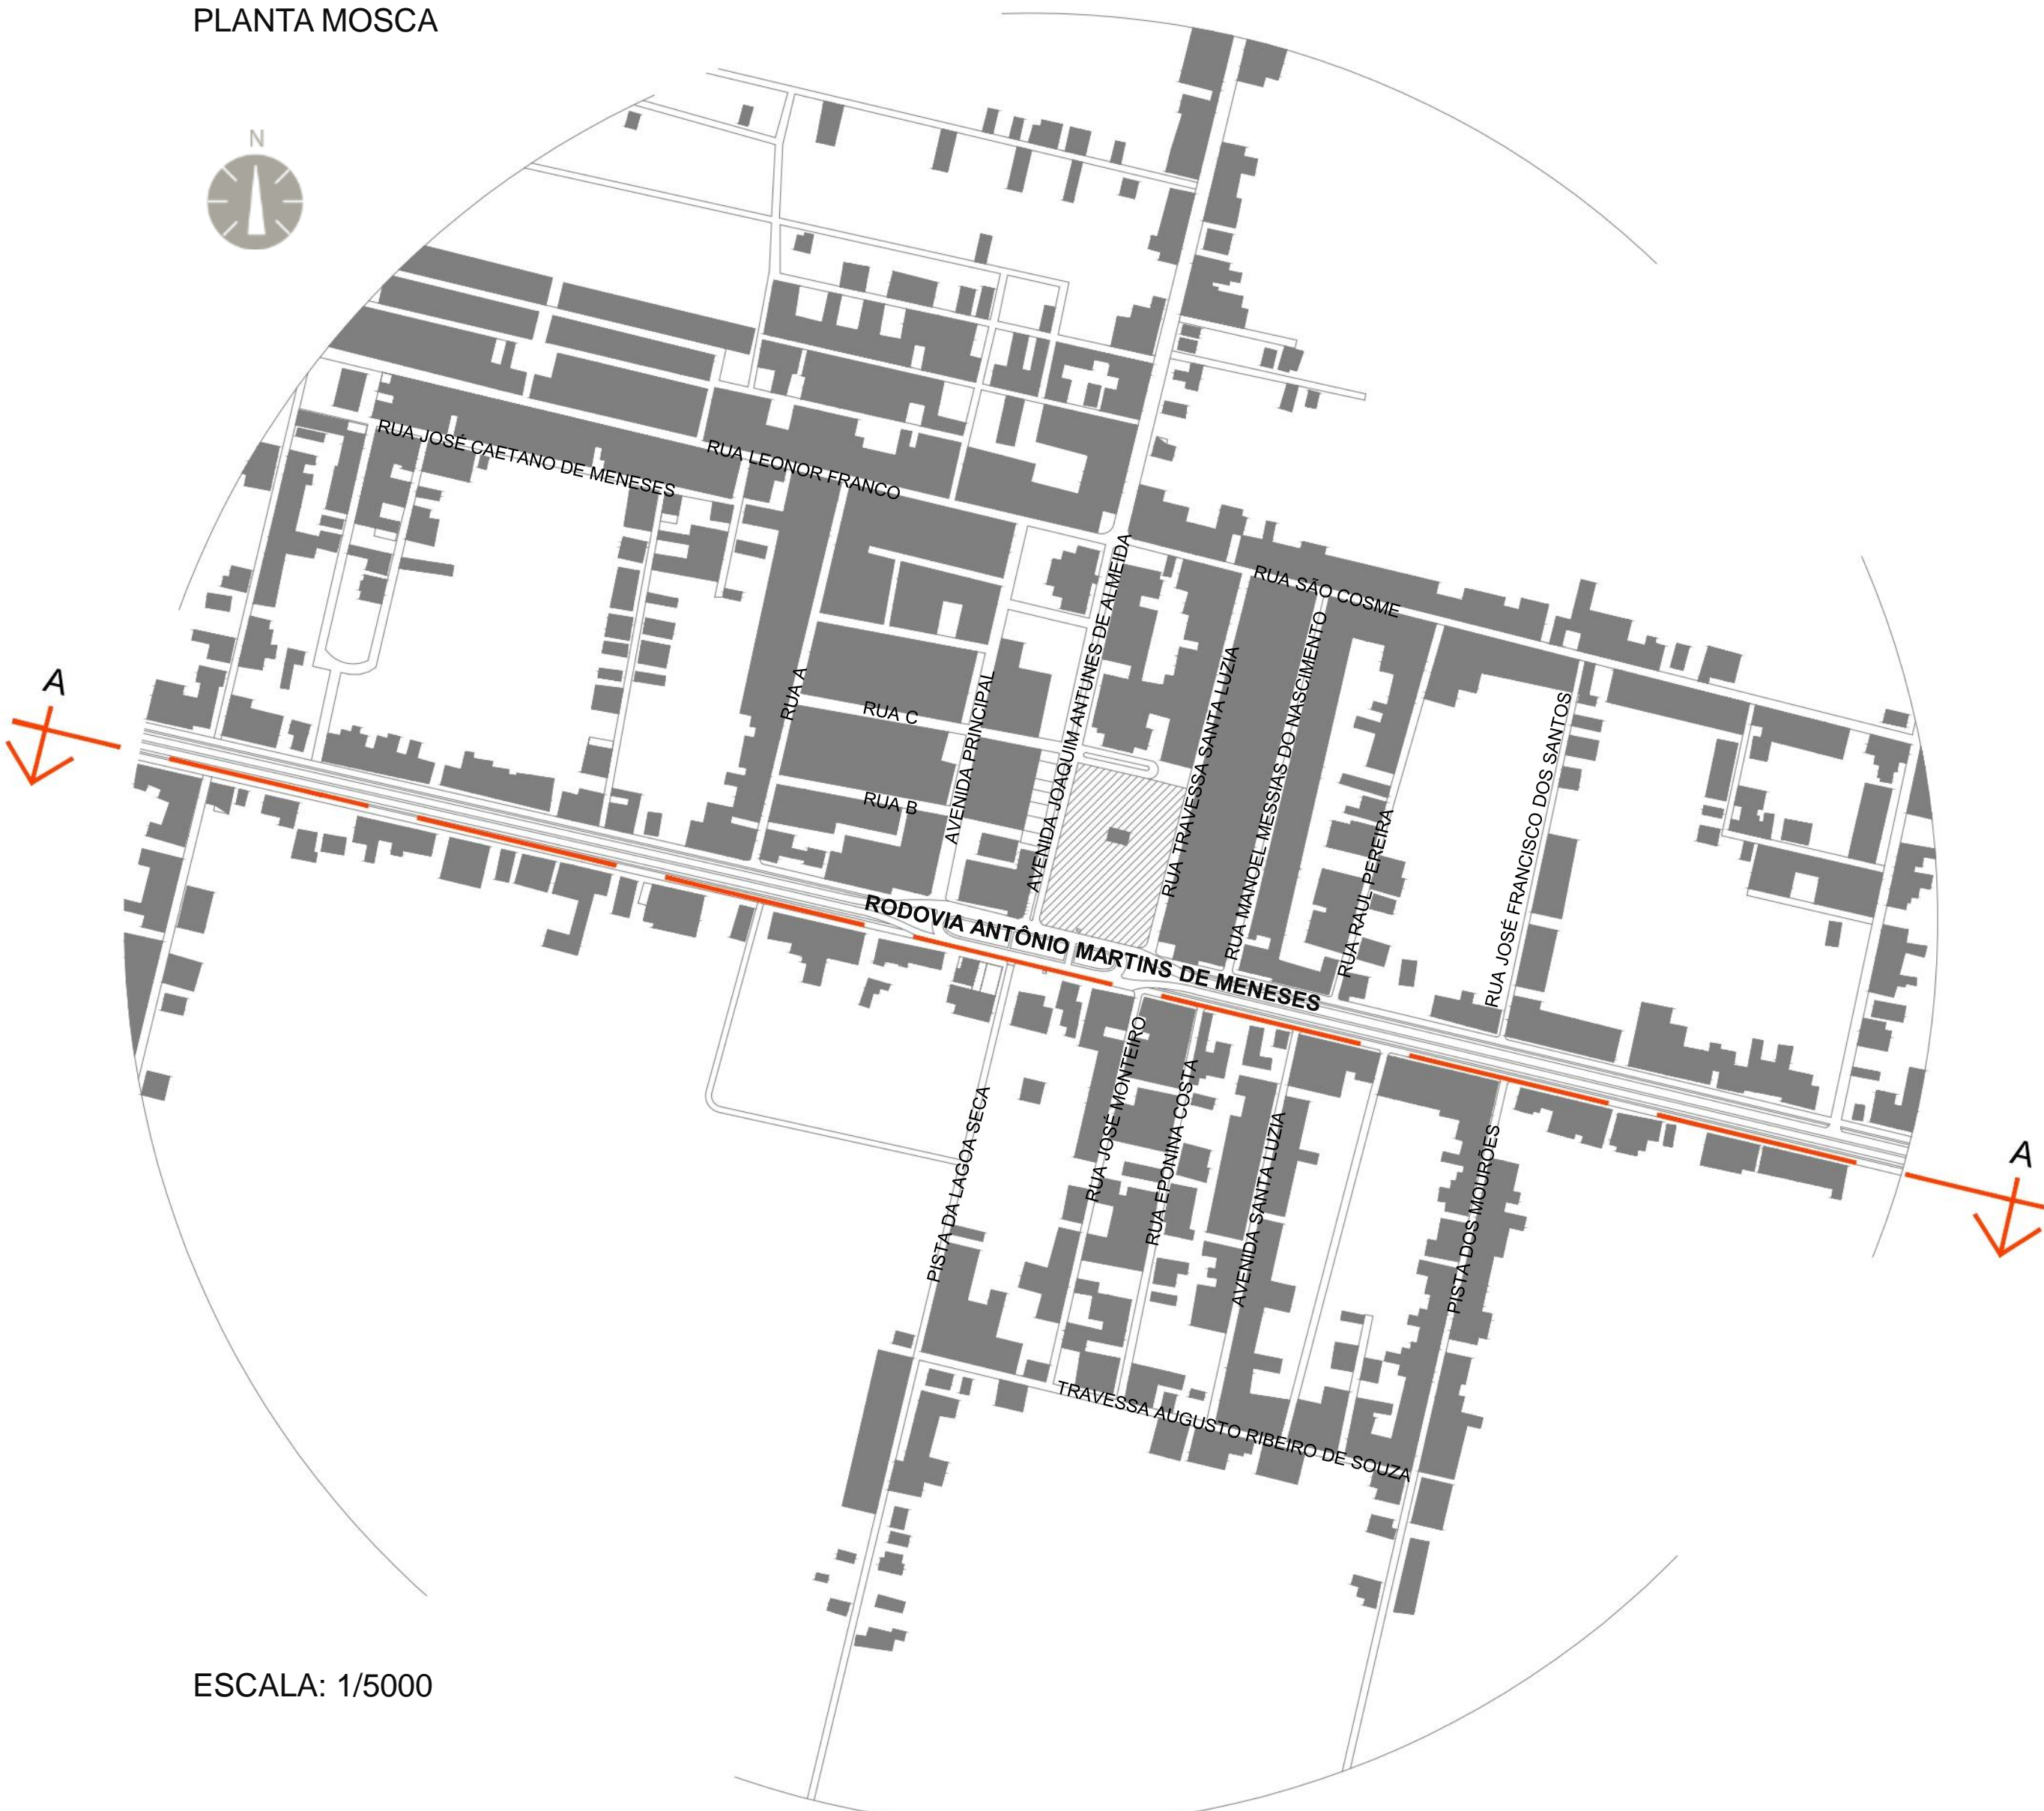 PLANTA MOSCA
N
RUA JOSÉ CAETANO DE MENESES
RUA LEONOR FRANCO
RUA SÃO COSME
A
RUA A
RUA C
RUA B
AVENIDA PRINCIPAL
AVENIDA JOAQUIM ANTUNES DE ALMEIDA
RUA TRAVESSA SANTA LUZIA
RUA MANOEL MESSIAS DO NASCIMENTO
RUA RAUL PEREIRA
RUA JOSÉ FRANCISCO DOS SANTOS
RODOVIA ANTÔNIO MARTINS DE MENESES
A
PISTA DA LAGOA SECA
RUA JOSÉ MONTEIRO
RUA EPONINA COSTA
AVENIDA SANTA LUZIA
PISTA DOS MOURÕES
TRAVESSA AUGUSTO RIBEIRO DE SOUZA
ESCALA: 1/5000